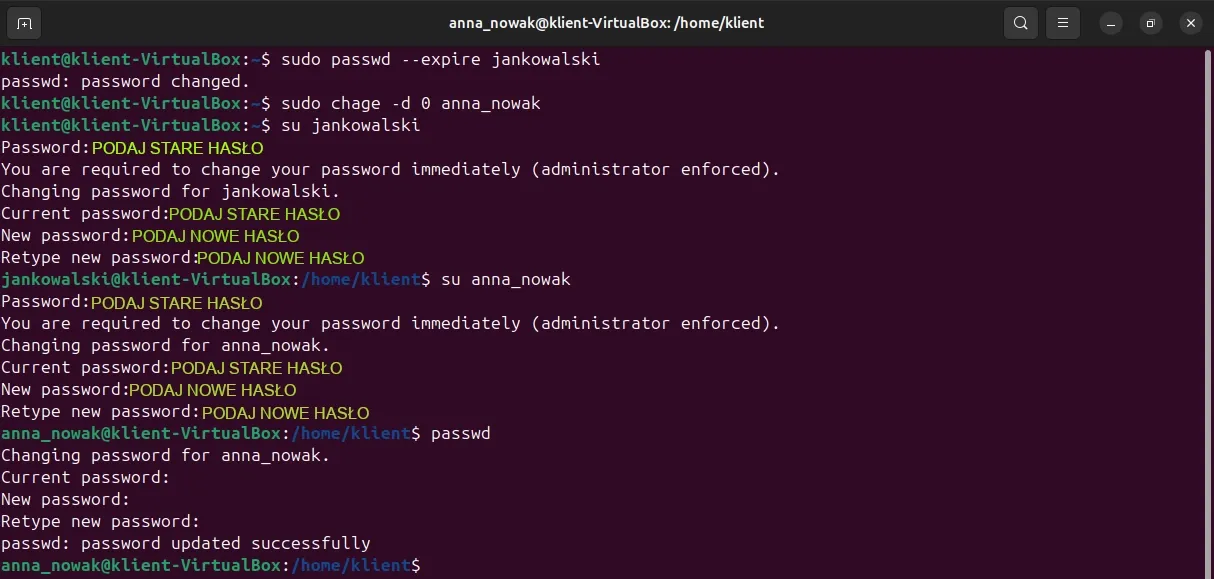 anna_nowak@klient-VirtualBox: /home/klient
klient@klient-VirtualBox:~$ sudo passwd --expire jankowalski
passwd: password changed.
klient@klient-VirtualBox:~$ sudo chage -d 0 anna_nowak
klient@klient-VirtualBox:~$ su jankowalski
Password:PODAJ STARE HASŁO
You are required to change your password immediately (administrator enforced).
Changing password for jankowalski.
Current password:PODAJ STARE HASŁO
New password:PODAJ NOWE HASŁO
Retype new password:PODAJ NOWE HASŁO
jankowalski@klient-VirtualBox:/home/klient$ su anna_nowak
Password:PODAJ STARE HASŁO
You are required to change your password immediately (administrator enforced).
Changing password for anna_nowak.
Current password:PODAJ STARE HASŁO
New password:PODAJ NOWE HASŁO
Retype new password:PODAJ NOWE HASŁO
anna_nowak@klient-VirtualBox:/home/klient$ passwd
Changing password for anna_nowak.
Current password:
New password:
Retype new password:
passwd: password updated successfully
anna_nowak@klient-VirtualBox:/home/klient$